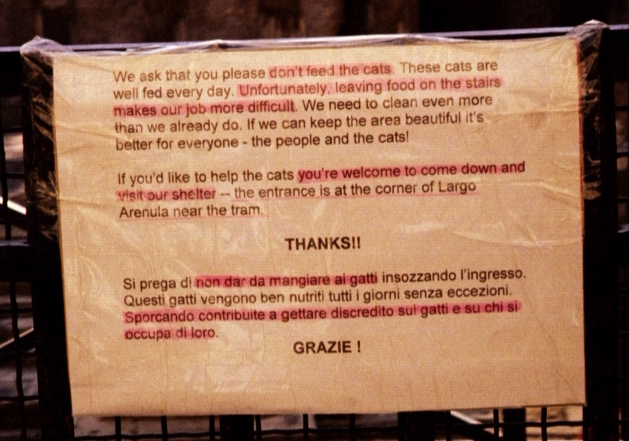 We ask that you please don't feed the cats. These cats are
well fed every day. Unfortunately, leaving food on the stairs
makes our job more difficult. We need to clean even more
than we already do. If we can keep the area beautiful it's
better for everyone - the people and the cats!
If you'd like to help the cats you're welcome to come down and
visit our shelter -- the entrance is at the corner of Largo
Arenula near the tram.
THANKS!!
Si prega di non dar da mangiare ai gatti insozzando l'ingresso.
Questi gatti vengono ben nutriti tutti i giorni senza eccezioni.
Sporcando contribuite a gettare discredito sui gatti e su chi si
occupa di loro.
GRAZIE !